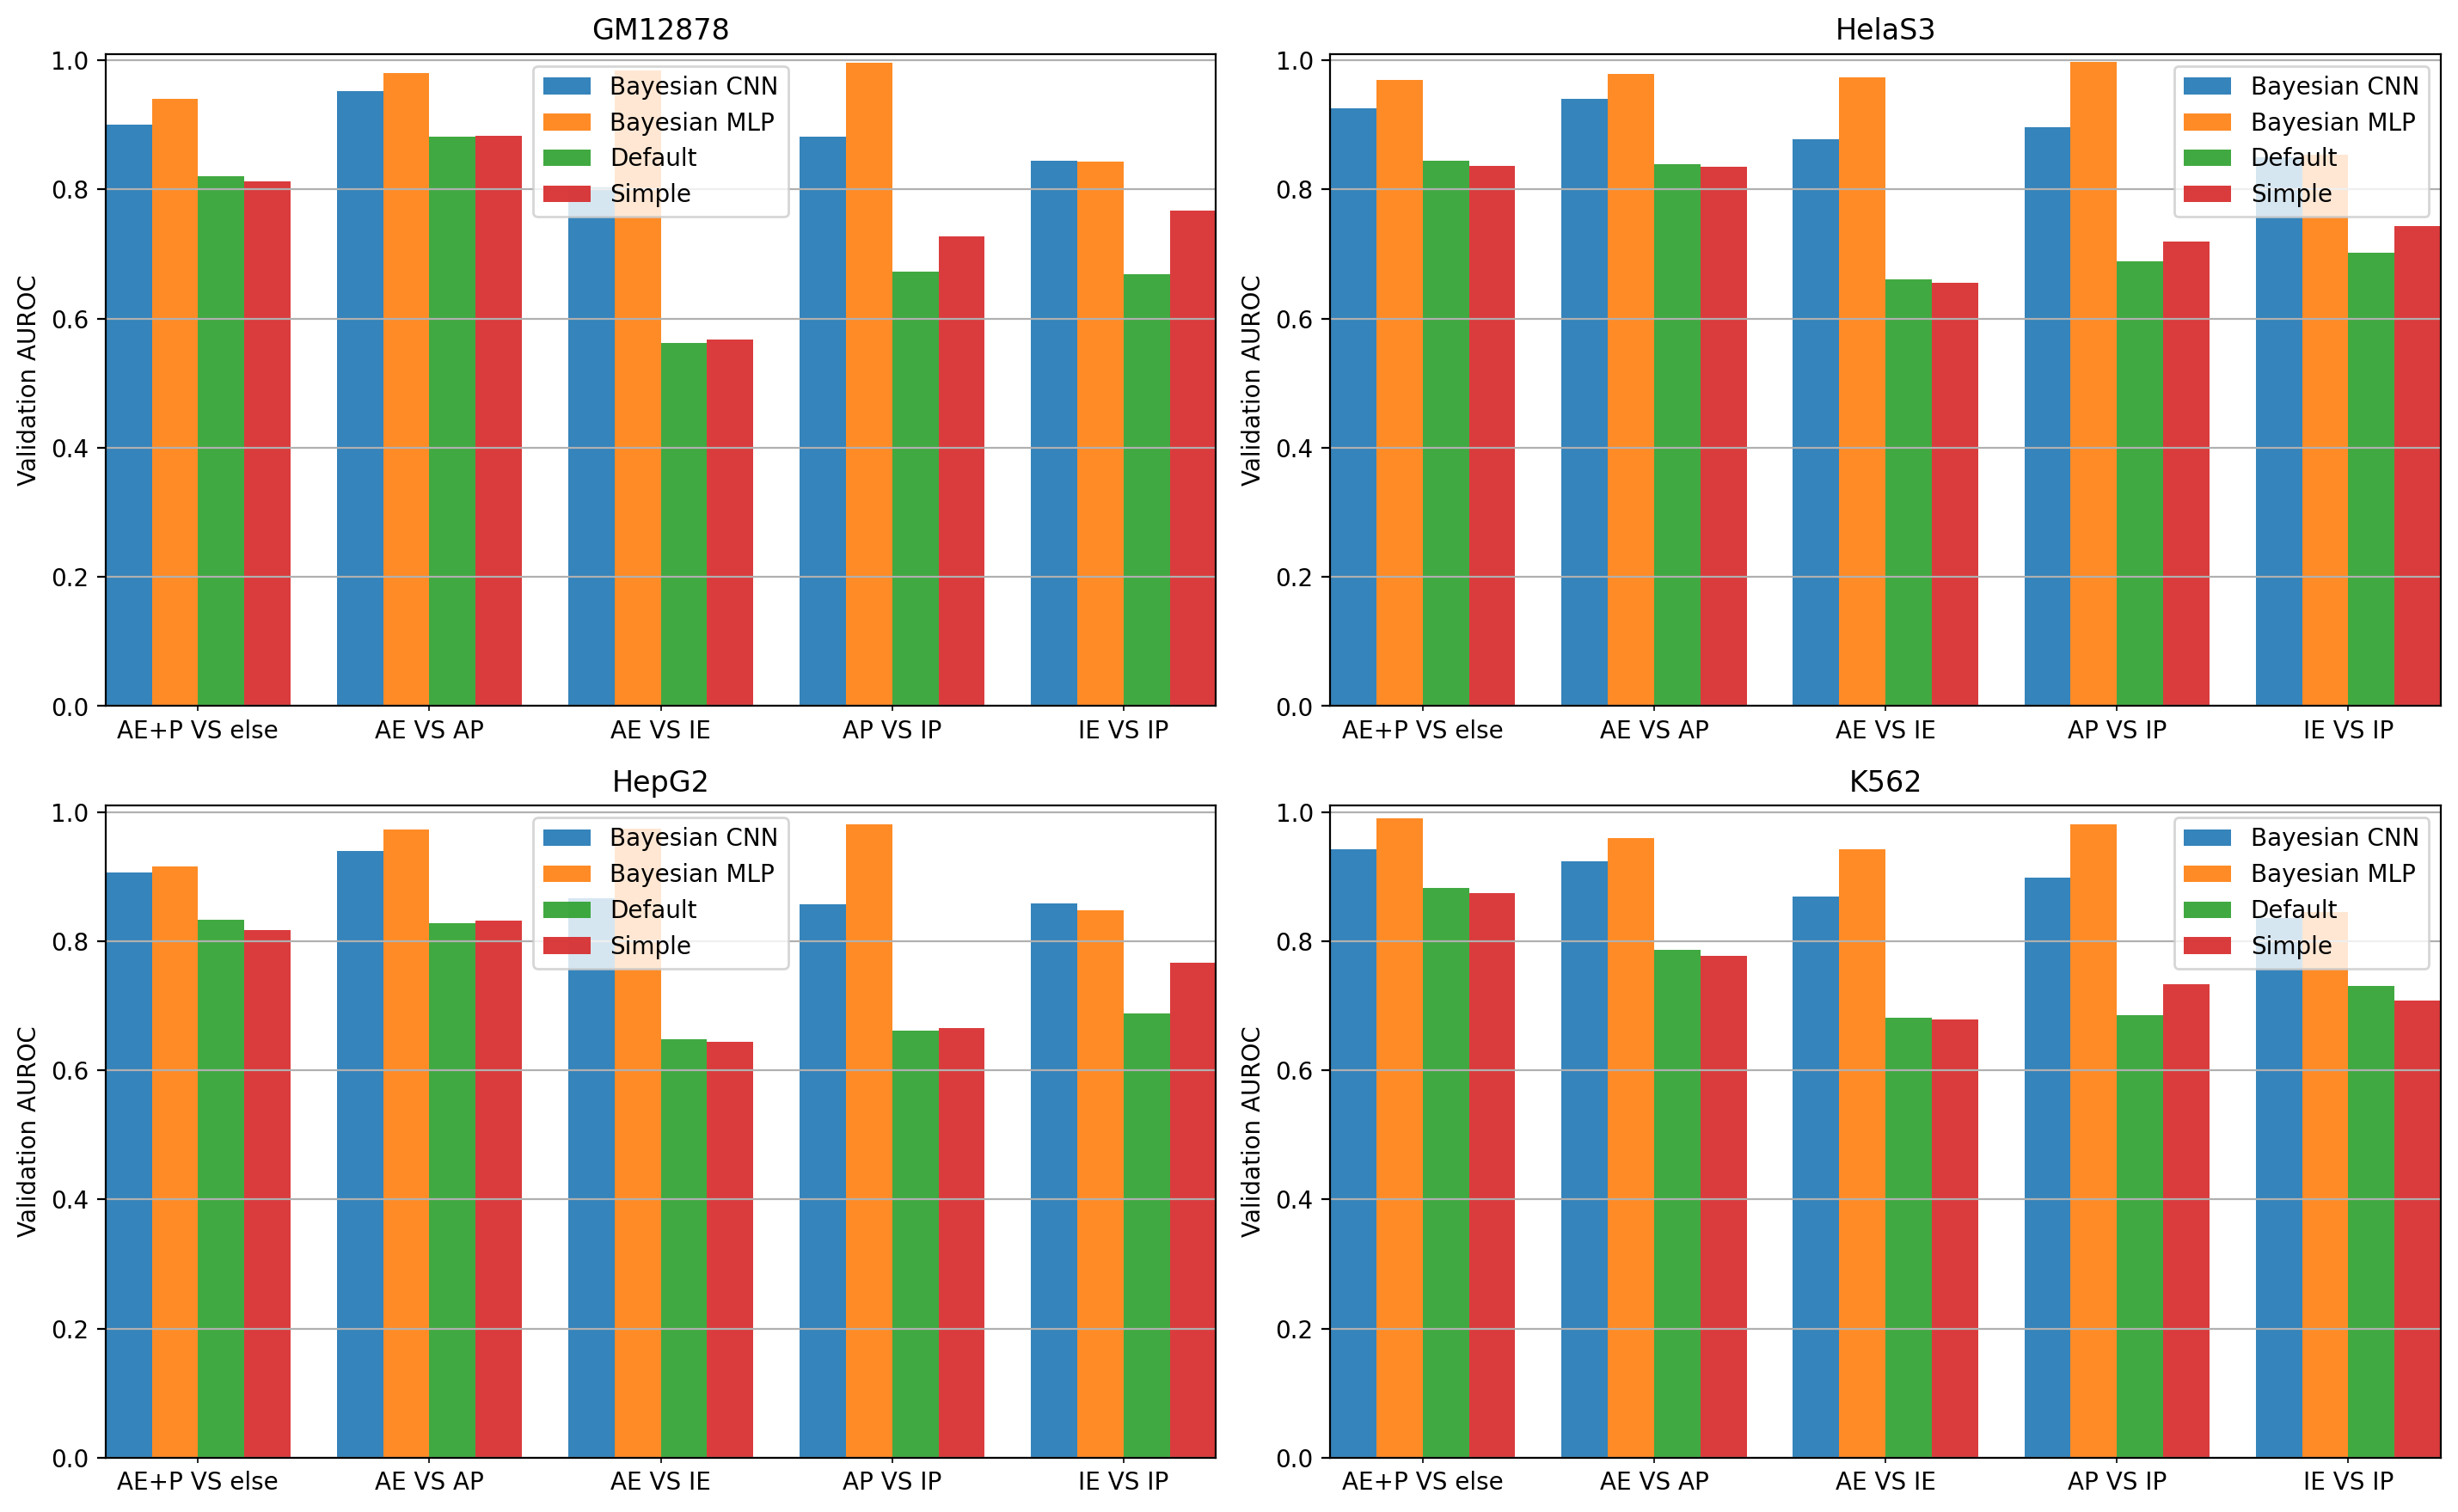 GM12878
1.0
0.8
0.6
0.4
0.2
0.0
Validation AUROC
Bayesian CNN
Bayesian MLP
Default
Simple
AE+P VS else
AE VS AP
AE VS IE
AP VS IP
IE VS IP
HelaS3
1.0
0.8
0.6
0.4
0.2
0.0
Validation AUROC
Bayesian CNN
Bayesian MLP
Default
Simple
AE+P VS else
AE VS AP
AE VS IE
AP VS IP
IE VS IP
HepG2
1.0
0.8
0.6
0.4
0.2
0.0
Validation AUROC
Bayesian CNN
Bayesian MLP
Default
Simple
AE+P VS else
AE VS AP
AE VS IE
AP VS IP
IE VS IP
K562
1.0
0.8
0.6
0.4
0.2
0.0
Validation AUROC
Bayesian CNN
Bayesian MLP
Default
Simple
AE+P VS else
AE VS AP
AE VS IE
AP VS IP
IE VS IP